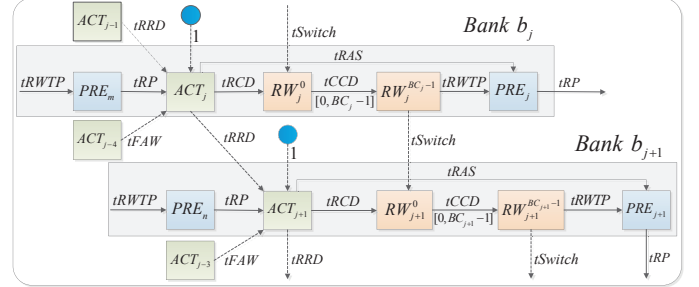 ACT_{j-1}
tRRD
1
tSwitch
Bank b_j
tRAS
tRWTP
PRE_m
tRP
ACT_j
tRCD
RW_j^0
tCCD
[0, BC_j −1]
RW_j^{BC_j−1}
tRWTP
PRE_j
tRP
ACT_{j-4}
tFAW
tRRD
1
tSwitch
Bank b_{j+1}
tRAS
tRWTP
PRE_n
tRP
ACT_{j+1}
tRCD
RW_{j+1}^0
tCCD
[0, BC_{j+1} −1]
RW_{j+1}^{BC_{j+1}−1}
tRWTP
PRE_{j+1}
ACT_{j-3}
tFAW
tRRD
tSwitch
tRP